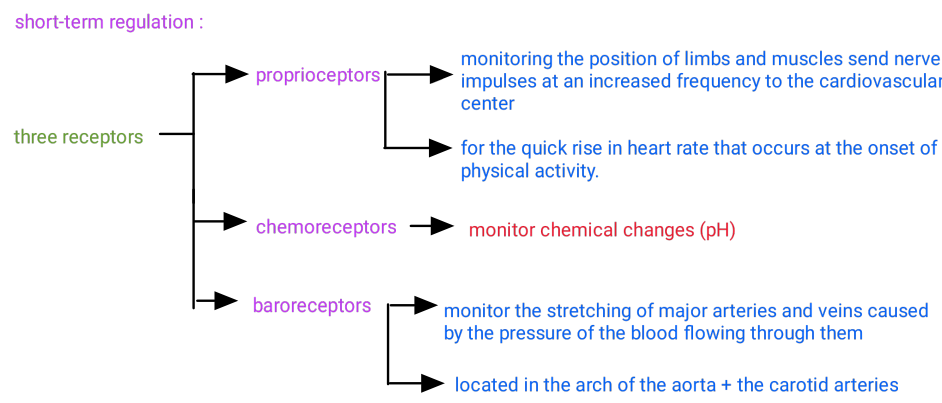 short-term regulation :
monitoring the position of limbs and muscles send nerve
proprioceptors
impulses at an increased frequency to the cardiovascular
center
three receptors
for the quick rise in heart rate that occurs at the onset of
physical activity.
chemoreceptors
monitor chemical changes (pH)
baroreceptors
monitor the stretching of major arteries and veins caused
by the pressure of the blood flowing through them
located in the arch of the aorta + the carotid arteries